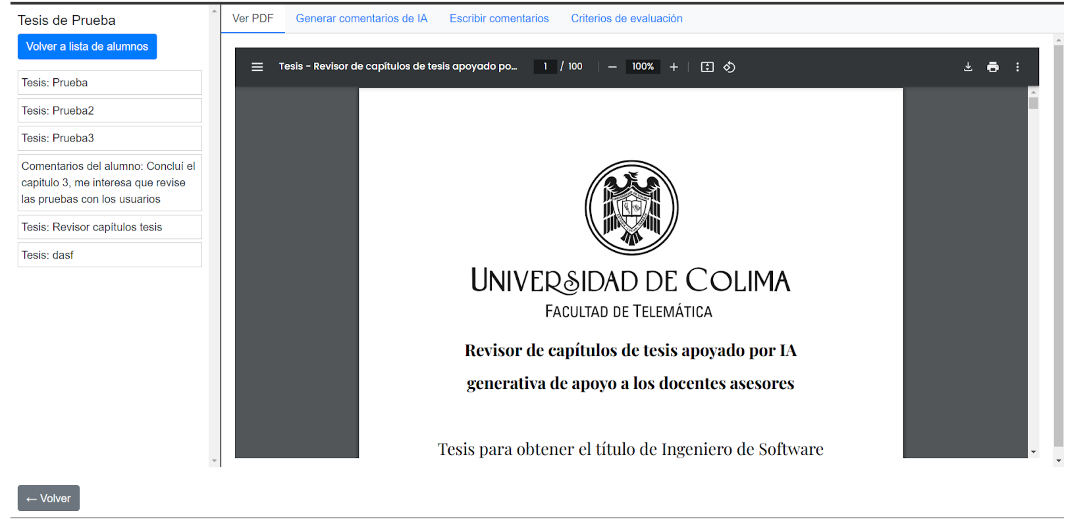 Tesis de Prueba
Volver a lista de alumnos
Tesis: Prueba
Tesis: Prueba2
Tesis: Prueba3
Comentarios del alumno: Concluí el
capitulo 3, me interesa que revise
las pruebas con los usuarios
Tesis: Revisor capítulos tesis
Tesis: dasf
← Volver
Ver PDF Generar comentarios de IA Escribir comentarios Criterios de evaluación
Tesis - Revisor de capítulos de tesis apoyado po... 1 / 100 — 100% +
UNIVERSIDAD DE COLIMA
FACULTAD DE TELEMÁTICA
Revisor de capítulos de tesis apoyado por IA
generativa de apoyo a los docentes asesores
Tesis para obtener el título de Ingeniero de Software